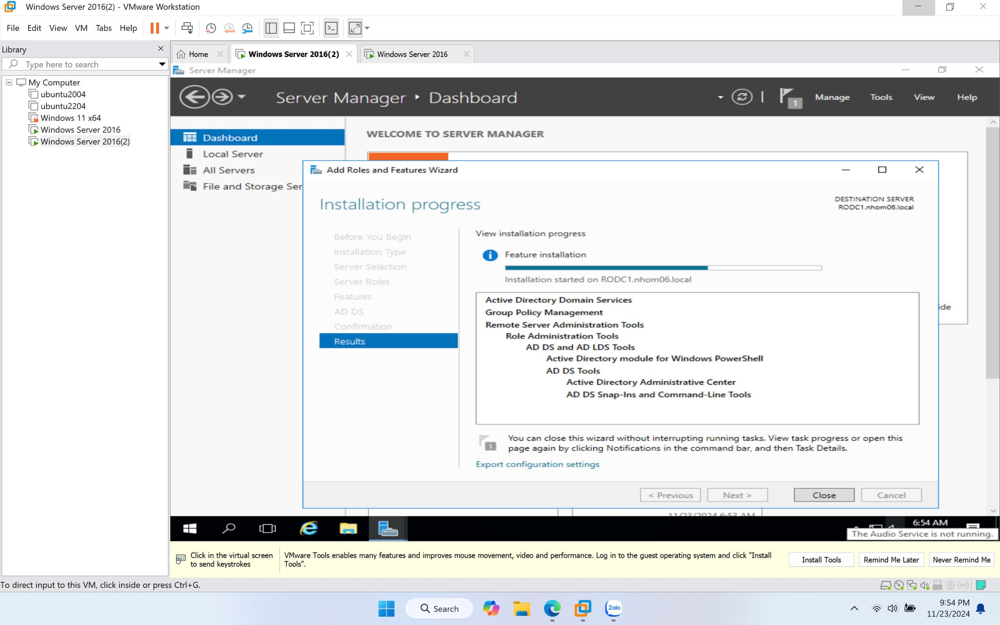 Windows Server 2016(2) - VMware Workstation
File Edit View VM Tabs Help
Library
Type here to search
My Computer
ubuntu2004
ubuntu2204
Windows 11 x64
Windows Server 2016
Windows Server 2016(2)
Home
Windows Server 2016(2)
Windows Server 2016
Server Manager
Server Manager ‣ Dashboard
1
Manage Tools View Help
Dashboard
Local Server
All Servers
File and Storage Ser
WELCOME TO SERVER MANAGER
ide
Add Roles and Features Wizard
Installation progress
DESTINATION SERVER
RODC1.nhom06.local
Before You Begin
Installation Type
Server Selection
Server Roles
Features
AD DS
Confirmation
Results
View installation progress
Feature installation
Installation started on RODC1.nhom06.local
Active Directory Domain Services
Group Policy Management
Remote Server Administration Tools
Role Administration Tools
AD DS and AD LDS Tools
Active Directory module for Windows PowerShell
AD DS Tools
Active Directory Administrative Center
AD DS Snap-Ins and Command-Line Tools
1
You can close this wizard without interrupting running tasks. View task progress or open this
page again by clicking Notifications in the command bar, and then Task Details.
Export configuration settings
< Previous
Next >
Close
Cancel
11/23/2024 6:53 AM
6:54 AM
The Audio Service is not running.
Click in the virtual screen
to send keystrokes
VMware Tools enables many features and improves mouse movement, video and performance. Log in to the guest operating system and click "Install
Tools".
Install Tools
Remind Me Later
Never Remind Me
To direct input to this VM, click inside or press Ctrl+G.
Search
Zalo
9:54 PM
11/23/2024